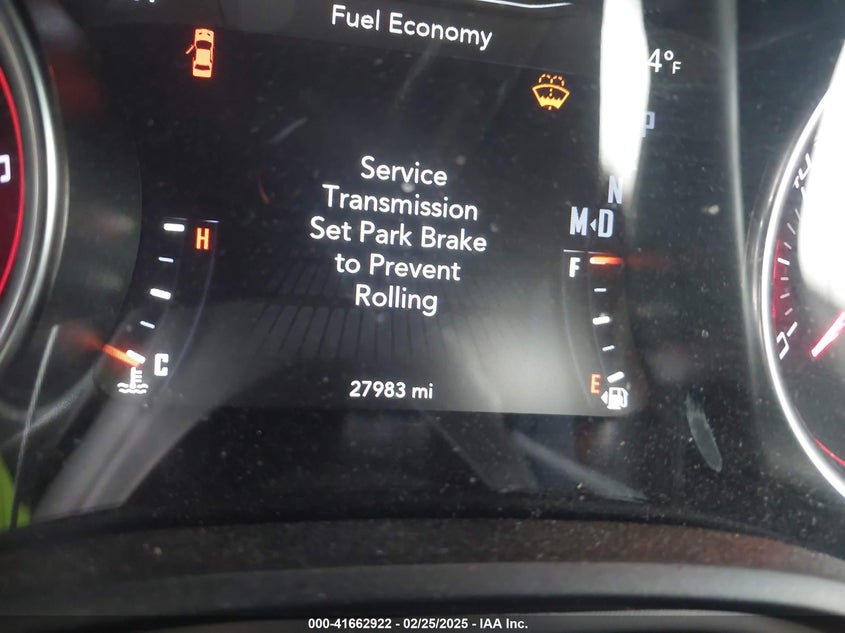 Fuel Economy
4°F
P
Service
Transmission
Set Park Brake
to Prevent
Rolling
N
M D
H
F
C
E
27983 mi
000-41662922 - 02/25/2025 - IAA Inc.